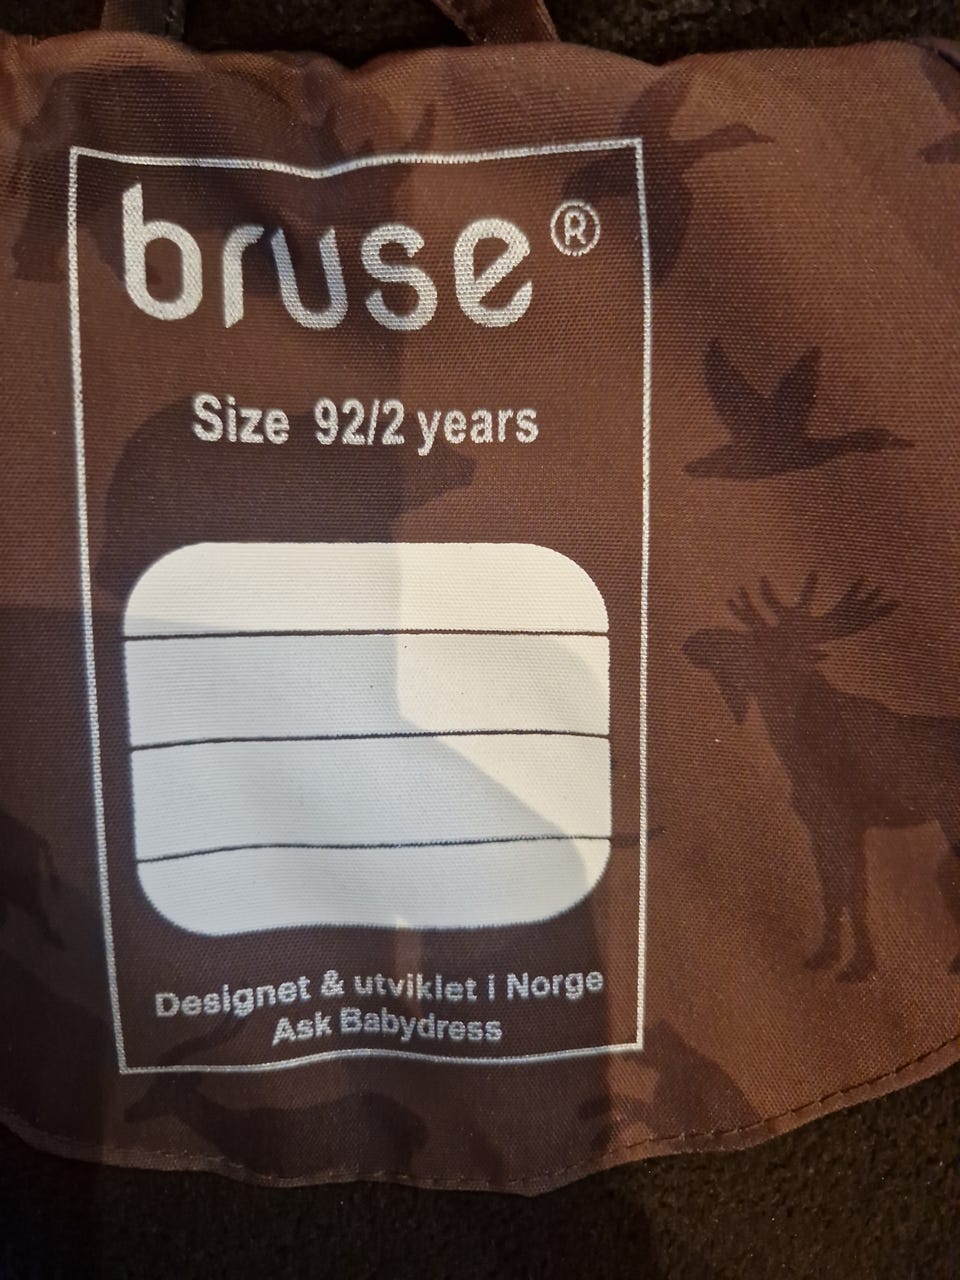 bruse®
Size 92/2 years
Designet & utviklet i Norge
Ask Babydress